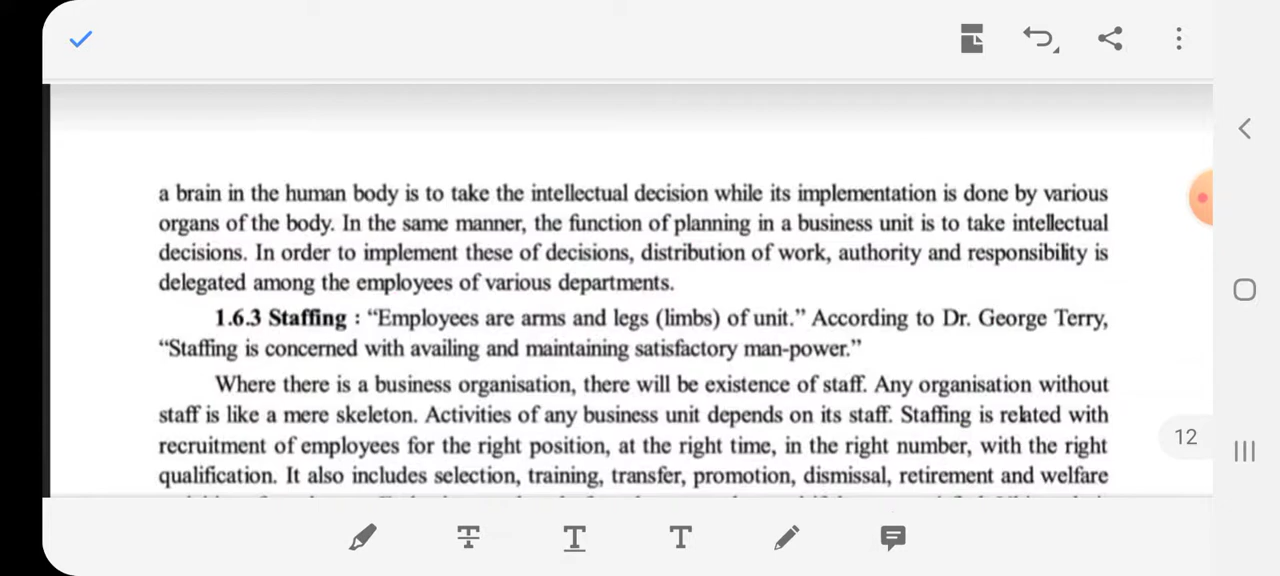 a brain in the human body is to take the intellectual decision while its implementation is done by various
organs of the body. In the same manner, the function of planning in a business unit is to take intellectual
decisions. In order to implement these of decisions, distribution of work, authority and responsibility is
delegated among the employees of various departments.
1.6.3 Staffing : “Employees are arms and legs (limbs) of unit.” According to Dr. George Terry,
“Staffing is concerned with availing and maintaining satisfactory man-power.”
Where there is a business organisation, there will be existence of staff. Any organisation without
staff is like a mere skeleton. Activities of any business unit depends on its staff. Staffing is related with
recruitment of employees for the right position, at the right time, in the right number, with the right
12
qualification. It also includes selection, training, transfer, promotion, dismissal, retirement and welfare